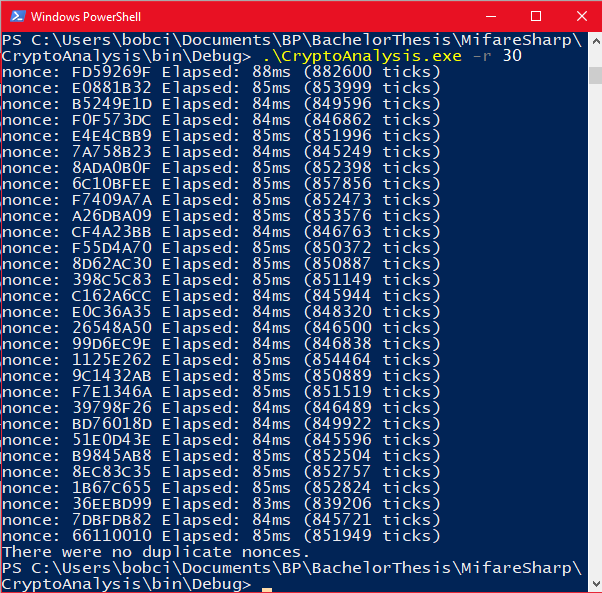 Windows PowerShell
PS C:\Users\bobci\Documents\BP\BachelorThesis\MifareSharp\
CryptoAnalysis\bin\Debug> .\CryptoAnalysis.exe -r 30
nonce: FD59269F Elapsed: 88ms (882600 ticks)
nonce: E0881B32 Elapsed: 85ms (853999 ticks)
nonce: B5249E1D Elapsed: 84ms (849596 ticks)
nonce: F0F573DC Elapsed: 84ms (846862 ticks)
nonce: E4E4CBB9 Elapsed: 85ms (851996 ticks)
nonce: 7A758B23 Elapsed: 84ms (845249 ticks)
nonce: 8ADA0B0F Elapsed: 85ms (852398 ticks)
nonce: 6C10BFEE Elapsed: 85ms (857856 ticks)
nonce: F7409A7A Elapsed: 85ms (852473 ticks)
nonce: A26DBA09 Elapsed: 85ms (853576 ticks)
nonce: CF4A23BB Elapsed: 84ms (846763 ticks)
nonce: F55D4A70 Elapsed: 85ms (850372 ticks)
nonce: 8D62AC30 Elapsed: 85ms (850887 ticks)
nonce: 398C5C83 Elapsed: 85ms (851149 ticks)
nonce: C162A6CC Elapsed: 84ms (845944 ticks)
nonce: E0C36A35 Elapsed: 84ms (848320 ticks)
nonce: 26548A50 Elapsed: 84ms (846500 ticks)
nonce: 99D6EC9E Elapsed: 84ms (846838 ticks)
nonce: 1125E262 Elapsed: 85ms (854464 ticks)
nonce: 9C1432AB Elapsed: 85ms (850889 ticks)
nonce: F7E1346A Elapsed: 85ms (851519 ticks)
nonce: 39798F26 Elapsed: 84ms (846489 ticks)
nonce: BD76018D Elapsed: 84ms (849922 ticks)
nonce: 51E0D43E Elapsed: 84ms (845596 ticks)
nonce: B9845AB8 Elapsed: 85ms (852504 ticks)
nonce: 8EC83C35 Elapsed: 85ms (852757 ticks)
nonce: 1B67C655 Elapsed: 85ms (852824 ticks)
nonce: 36EEBD99 Elapsed: 83ms (839206 ticks)
nonce: 7DBFDB82 Elapsed: 84ms (845721 ticks)
nonce: 66110010 Elapsed: 85ms (851949 ticks)
There were no duplicate nonces.
PS C:\Users\bobci\Documents\BP\BachelorThesis\MifareSharp\
CryptoAnalysis\bin\Debug>